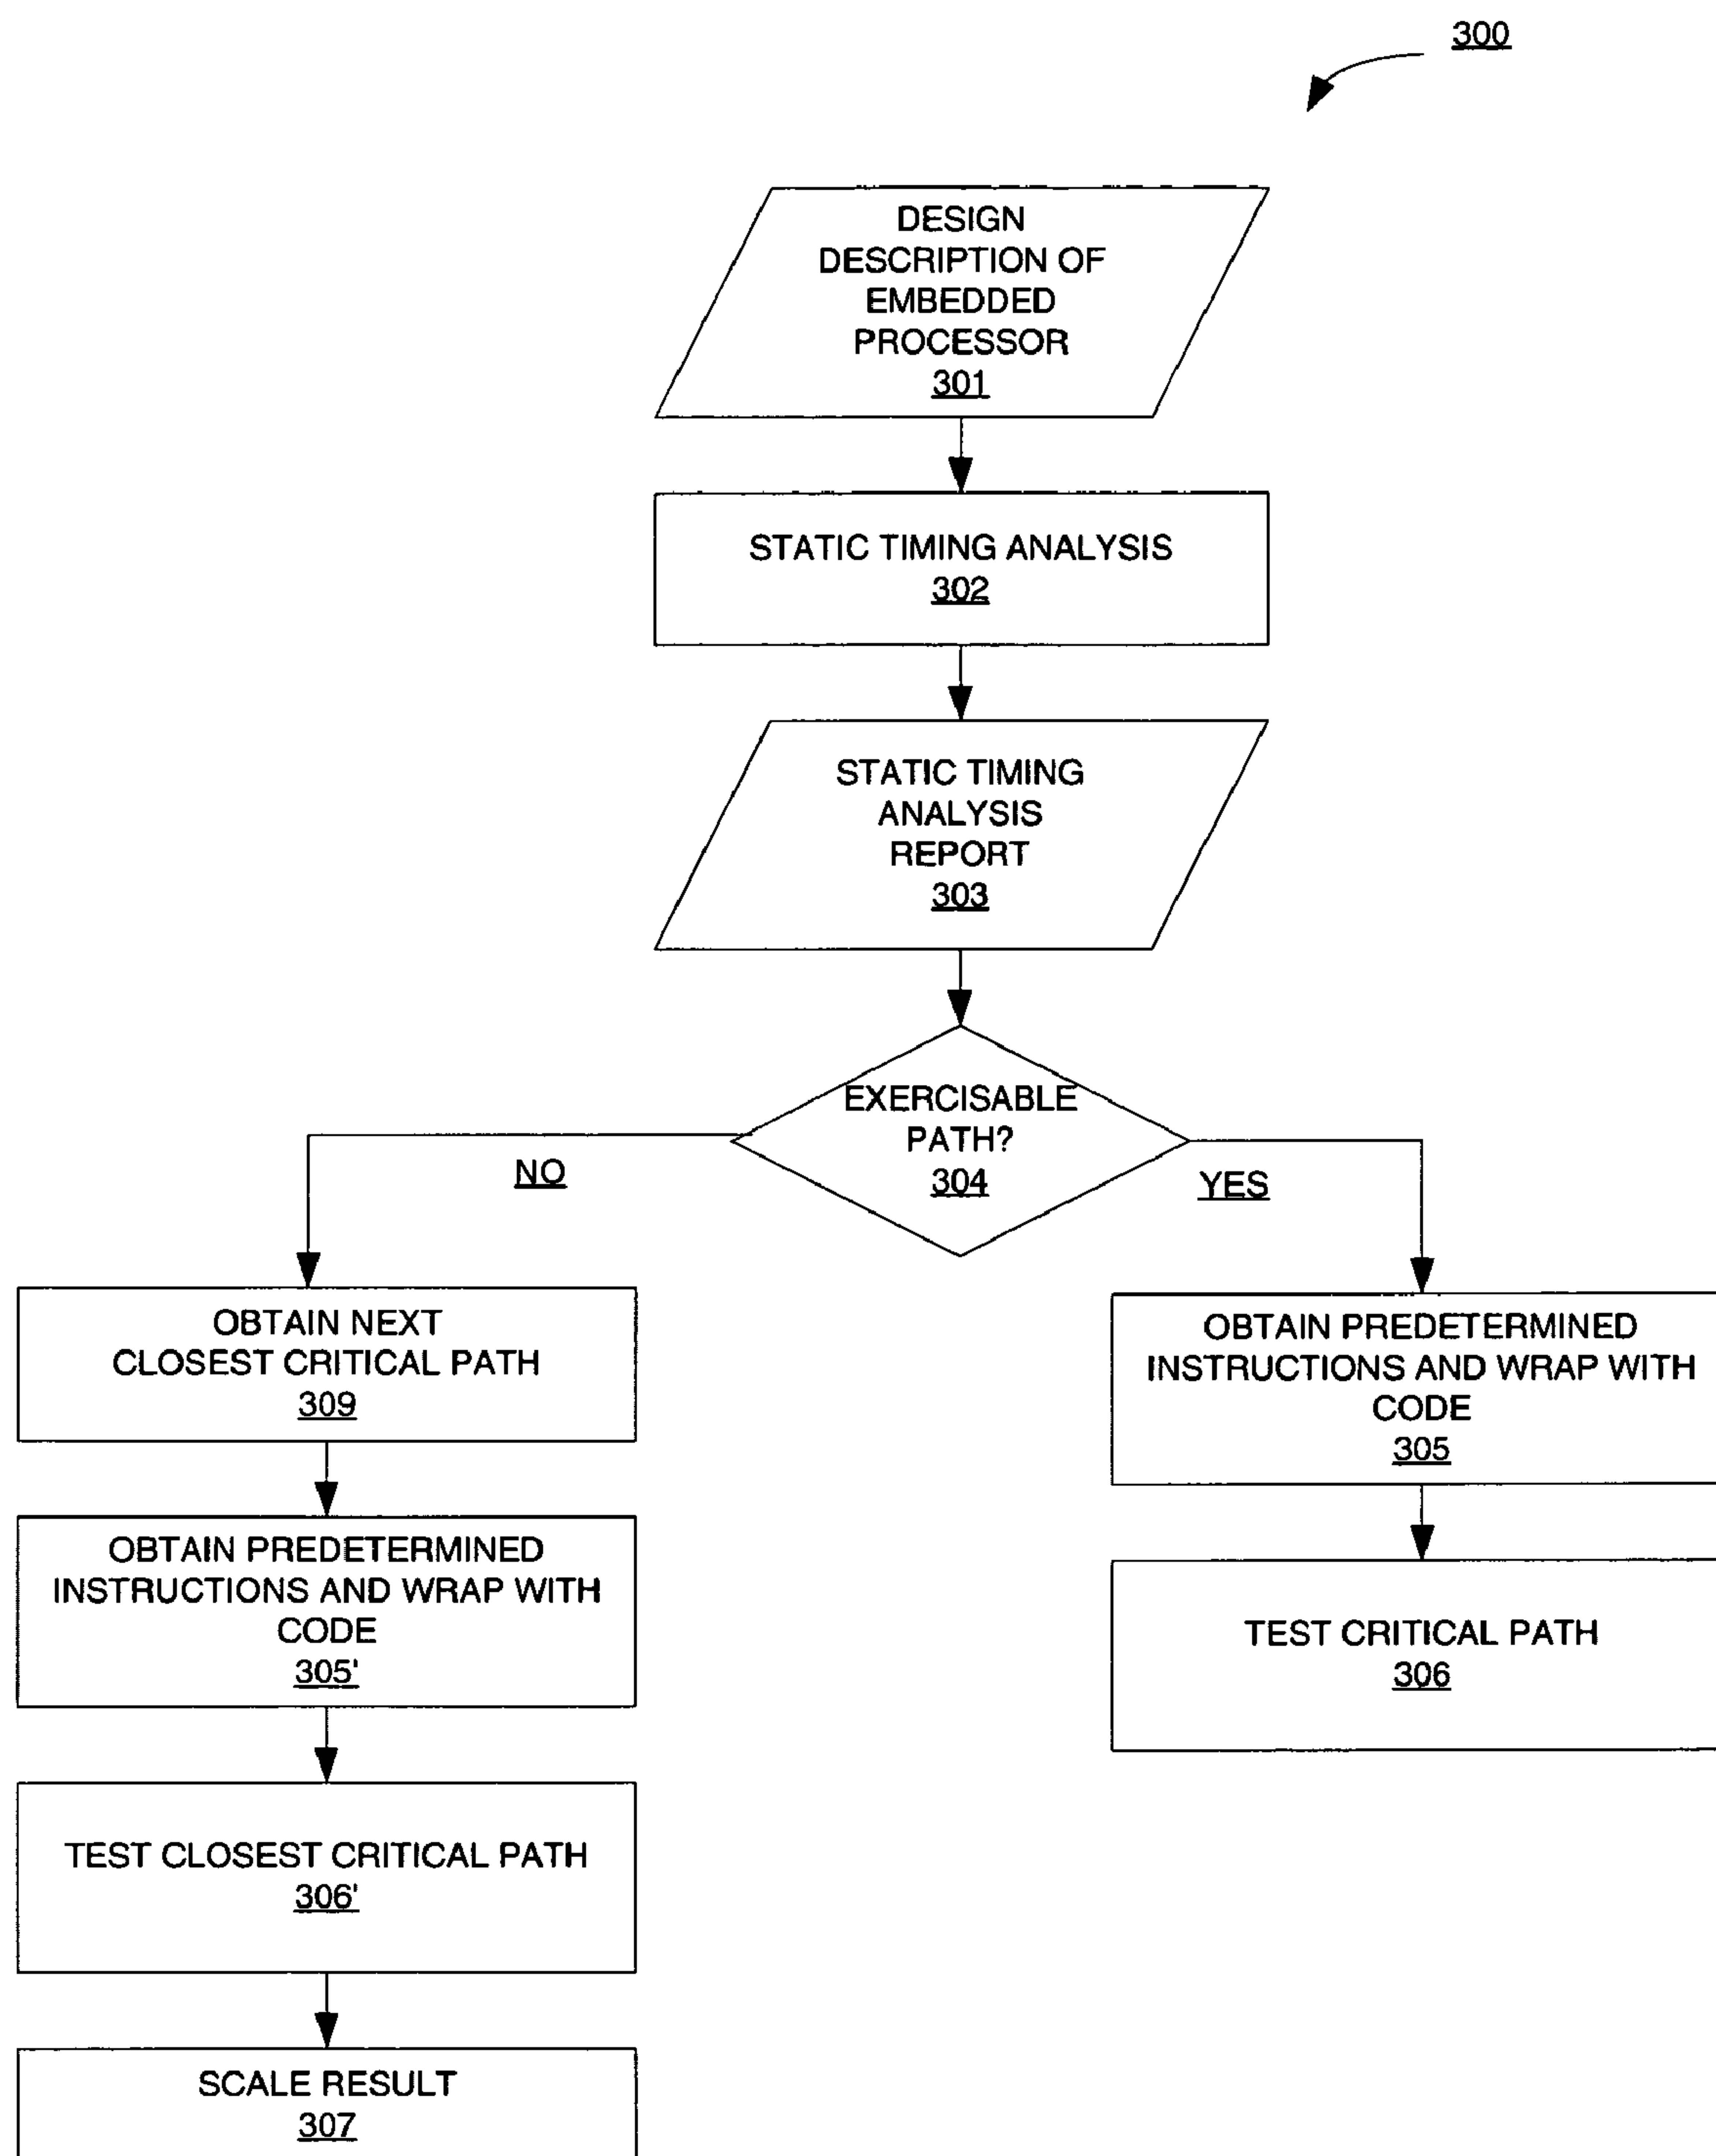 300
DESIGN
DESCRIPTION OF
EMBEDDED
PROCESSOR
301
STATIC TIMING ANALYSIS
302
STATIC TIMING
ANALYSIS
REPORT
303
EXERCISABLE
PATH?
304
NO
YES
OBTAIN NEXT
CLOSEST CRITICAL PATH
309
OBTAIN PREDETERMINED
INSTRUCTIONS AND WRAP WITH
CODE
305'
TEST CLOSEST CRITICAL PATH
306'
SCALE RESULT
307
OBTAIN PREDETERMINED
INSTRUCTIONS AND WRAP WITH
CODE
305
TEST CRITICAL PATH
306